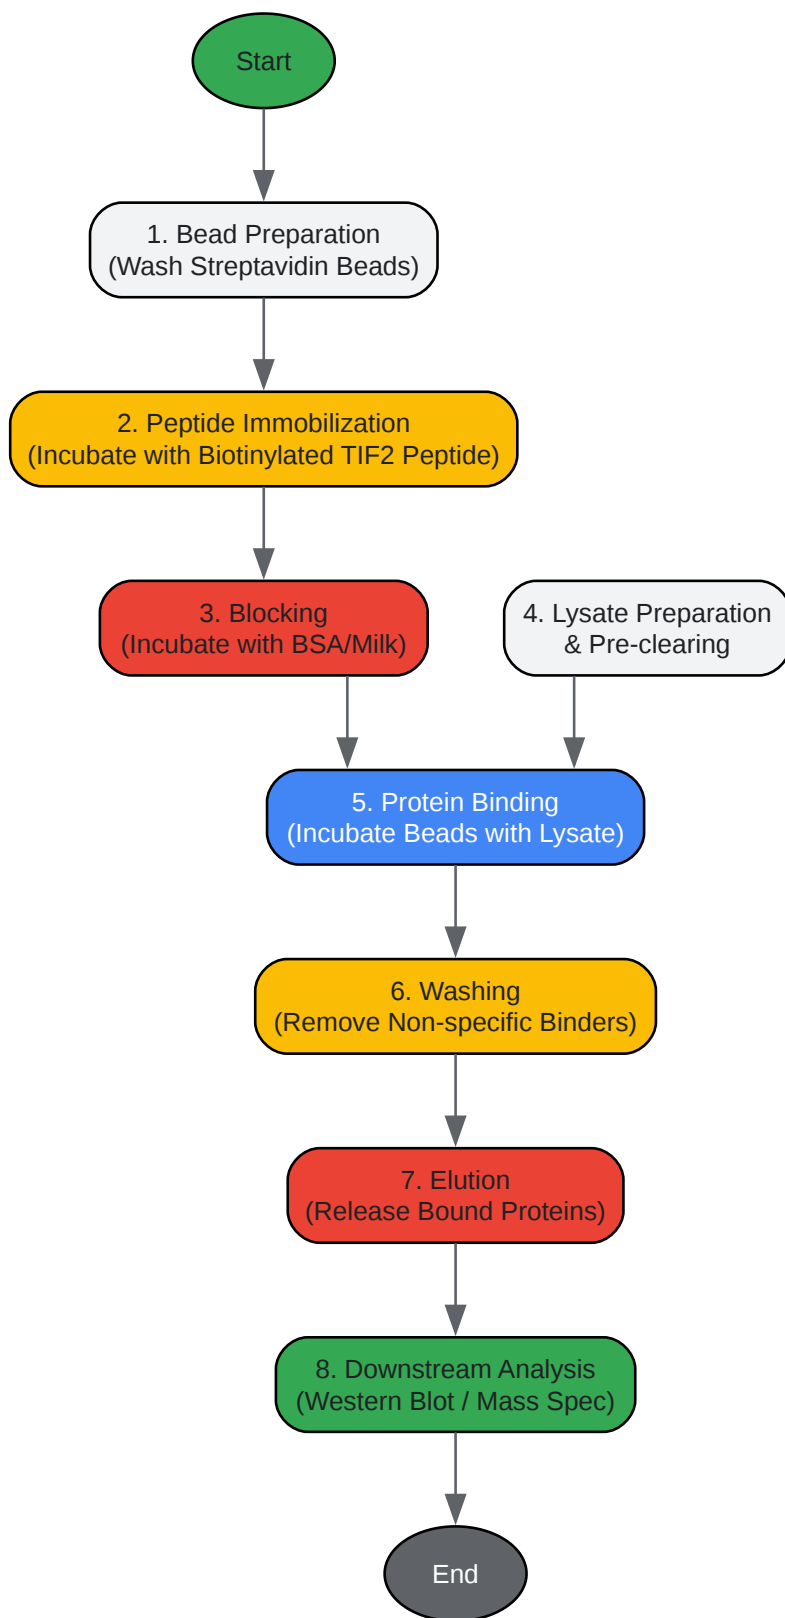 Start
1. Bead Preparation
(Wash Streptavidin Beads)
2. Peptide Immobilization
(Incubate with Biotinylated TIF2 Peptide)
3. Blocking
(Incubate with BSA/Milk)
4. Lysate Preparation
& Pre-clearing
5. Protein Binding
(Incubate Beads with Lysate)
6. Washing
(Remove Non-specific Binders)
7. Elution
(Release Bound Proteins)
8. Downstream Analysis
(Western Blot / Mass Spec)
End